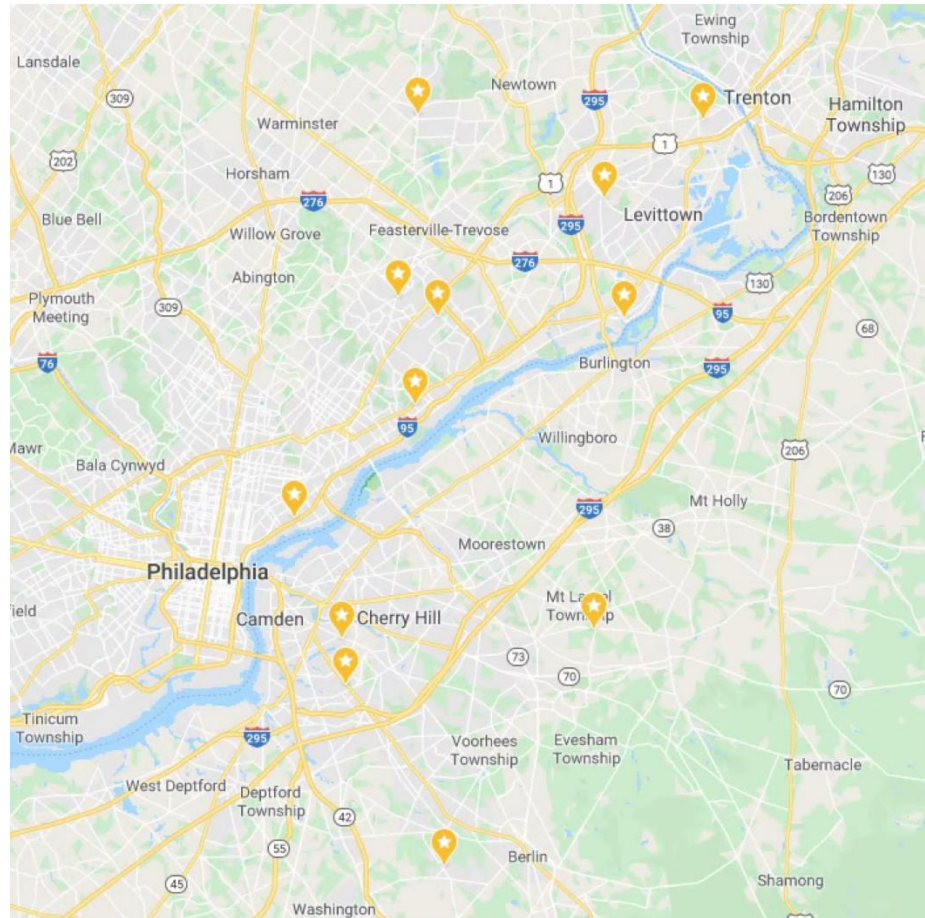 Ewing
Township
Lansdale
Newtown
309
295
Trenton
Hamilton
Township
Warminster
1
202
Horsham
1
130
276
206
Levittown
Blue Bell
Willow Grove
Feasterville-Trevose
295
Bordentown
Township
276
Abington
130
Plymouth
Meeting
309
95
68
76
Burlington
295
95
Willingboro
Bala Cynwyd
206
295
Mt Holly
38
Moorestown
Philadelphia
Camden
Cherry Hill
73
70
70
Tinicum
Township
295
Voorhees
Township
Evesham
Township
Tabernacle
West Deptford
Deptford
Township
42
55
Berlin
45
Shamong
Washington